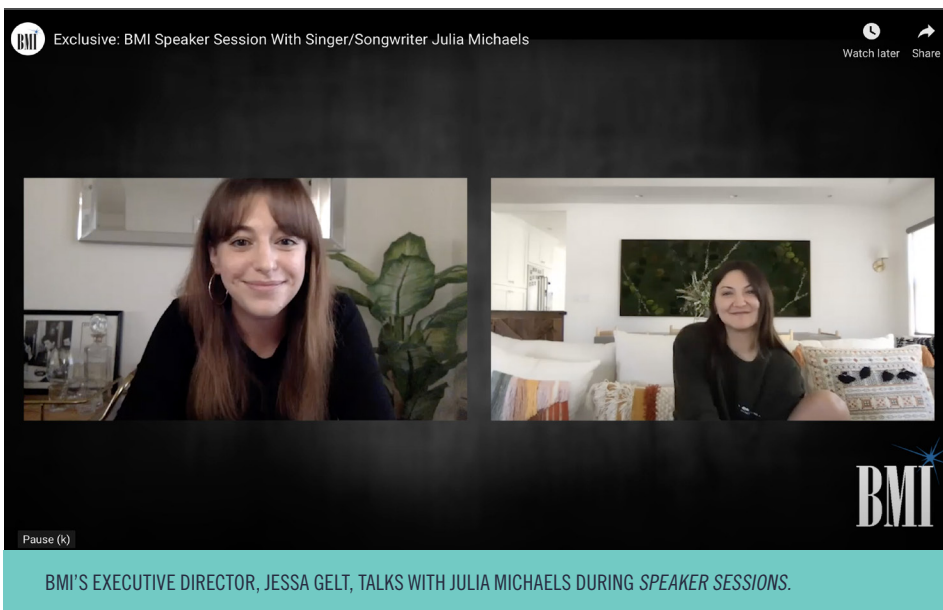 BMI
Exclusive: BMI Speaker Session With Singer/Songwriter Julia Michaels
Watch later
Share
BMI
Pause (k)
BMI'S EXECUTIVE DIRECTOR, JESSA GELT, TALKS WITH JULIA MICHAELS DURING SPEAKER SESSIONS.